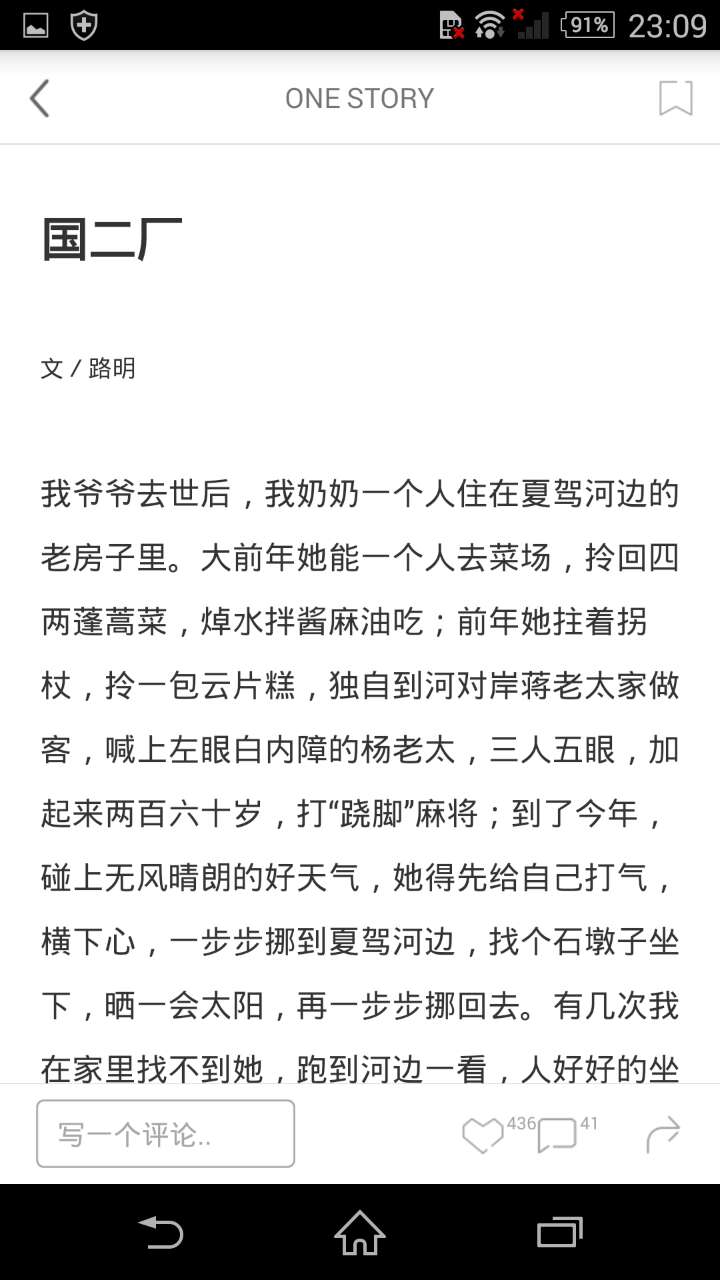 91% 23:09
ONE STORY
国二厂
文 / 路明
我爷爷去世后，我奶奶一个人住在夏驾河边的
老房子里。大前年她能一个人去菜场，拎回四
两蓬蒿菜，焯水拌酱麻油吃；前年她拄着拐
杖，拎一包云片糕，独自到河对岸蒋老太家做
客，喊上左眼白内障的杨老太，三人五眼，加
起来两百六十岁，打“跷脚”麻将；到了今年，
碰上无风晴朗的好天气，她得先给自己打气，
横下心，一步步挪到夏驾河边，找个石墩子坐
下，晒一会太阳，再一步步挪回去。有几次我
在家里找不到她，跑到河边一看，人好好的坐
写一个评论.. 436 41